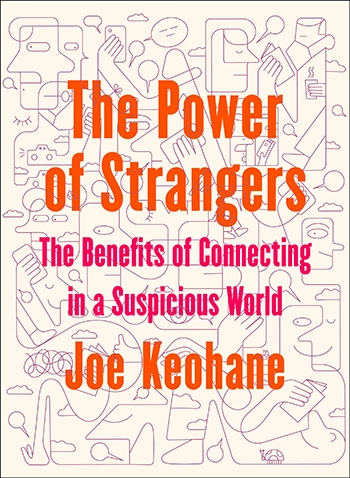 The Power
of Strangers
The Benefits of Connecting
in a Suspicious World
Joe Keohane